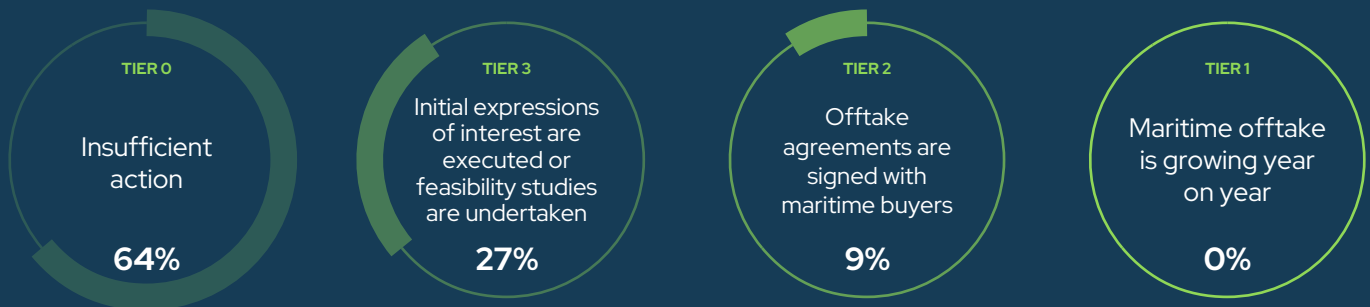 TIER 0
Insufficient
action
64%
TIER 3
Initial expressions
of interest are
executed or
feasibility studies
are undertaken
27%
TIER 2
Offtake
agreements are
signed with
maritime buyers
9%
TIER 1
Maritime offtake
is growing year
on year
0%